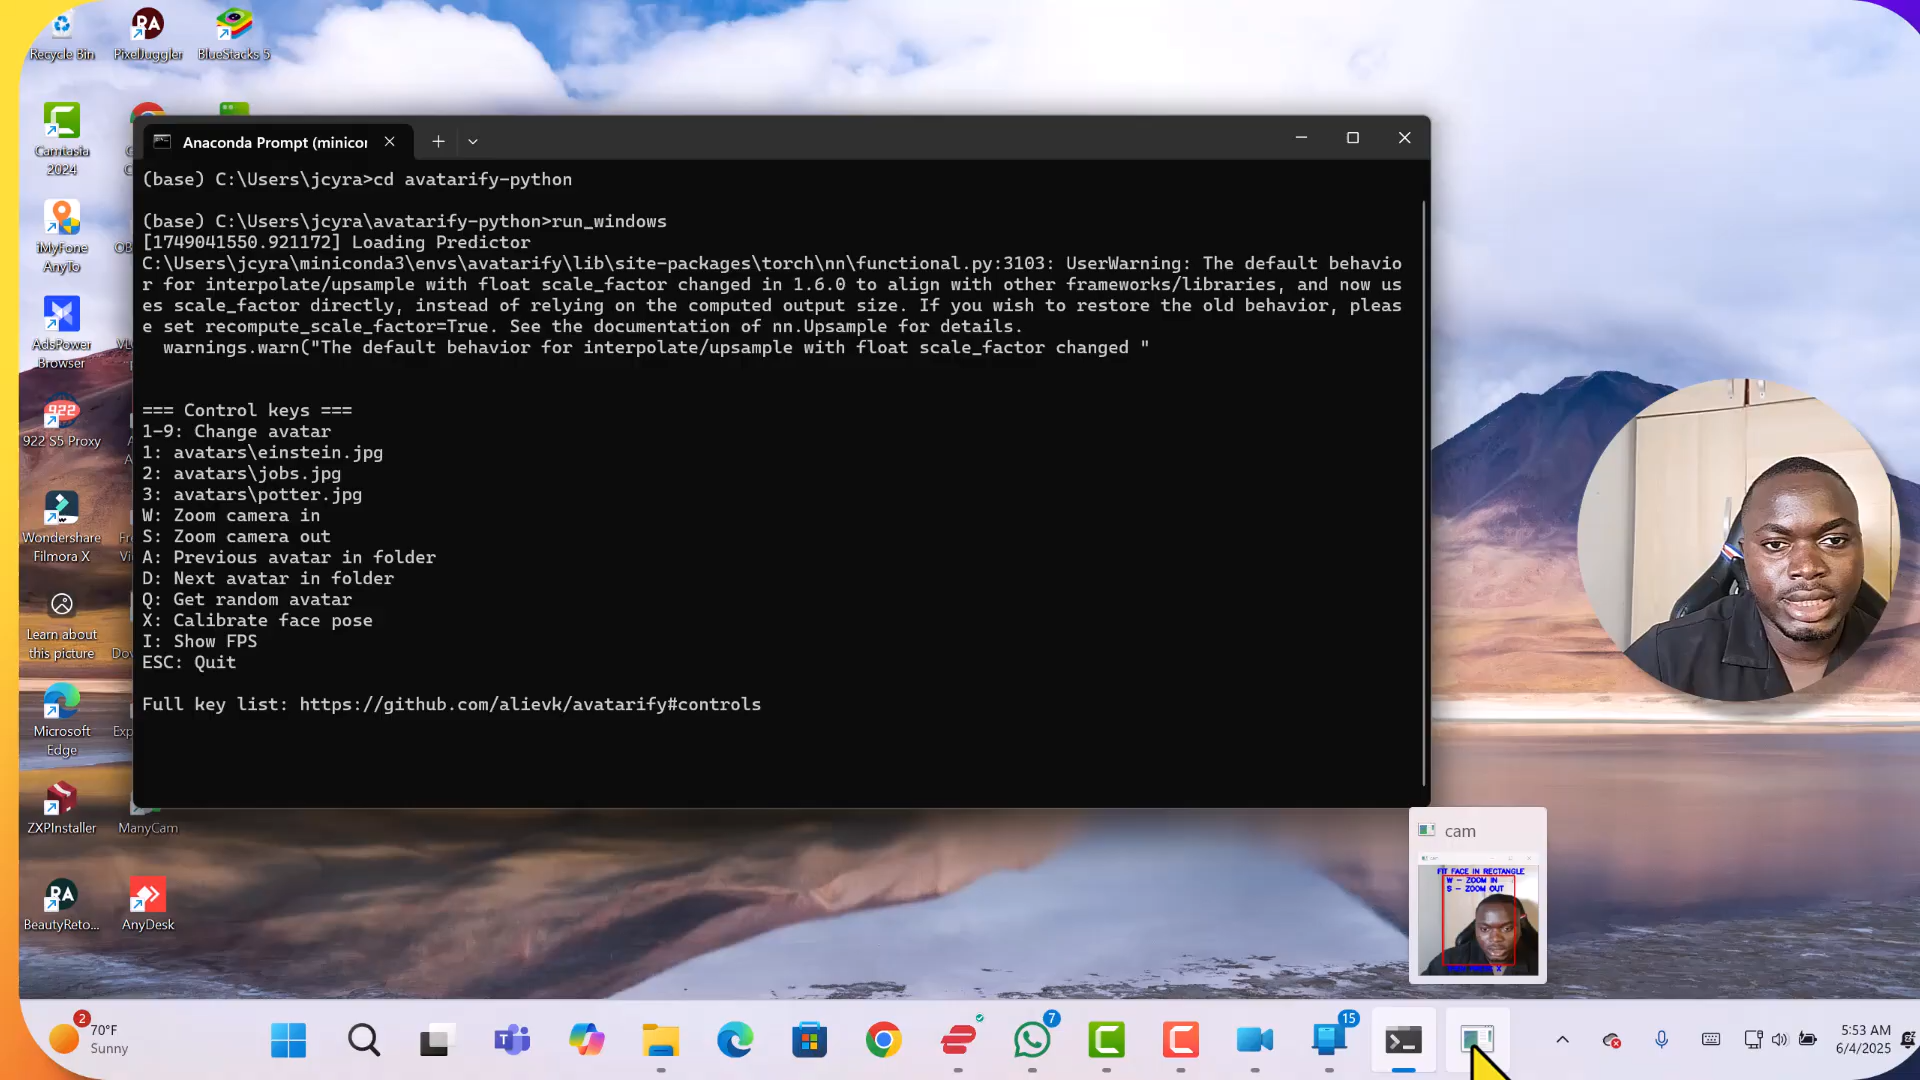 Recycle Bin
PixelJuggler
BlueStacks 5
Camtasia
2024
iMyFone
AnyTo
AdsPower
Browser
922 S5 Proxy
Wondershare
Filmora X
Learn about
this picture
Microsoft
Edge
ZXPInstaller
ManyCam
BeautyReto...
AnyDesk
Anaconda Prompt (minicor
(base) C:\Users\jcyra>cd avatarify-python
(base) C:\Users\jcyra\avatarify-python>run_windows
[1749041550.921172] Loading Predictor
C:\Users\jcyra\miniconda3\envs\avatarify\lib\site-packages\torch\nn\functional.py:3103: UserWarning: The default behavio
r for interpolate/upsample with float scale_factor changed in 1.6.0 to align with other frameworks/libraries, and now us
es scale_factor directly, instead of relying on the computed output size. If you wish to restore the old behavior, pleas
e set recompute_scale_factor=True. See the documentation of nn.Upsample for details.
warnings.warn("The default behavior for interpolate/upsample with float scale_factor changed "
=== Control keys ===
1-9: Change avatar
1: avatars\einstein.jpg
2: avatars\jobs.jpg
3: avatars\potter.jpg
W: Zoom camera in
S: Zoom camera out
A: Previous avatar in folder
D: Next avatar in folder
Q: Get random avatar
X: Calibrate face pose
I: Show FPS
ESC: Quit
Full key list: https://github.com/alievk/avatarify#controls
cam
FIT FACE IN RECTANGLE
W - ZOOM IN
S - ZOOM OUT
2
70°F
Sunny
7
15
5:53 AM
6/4/2025